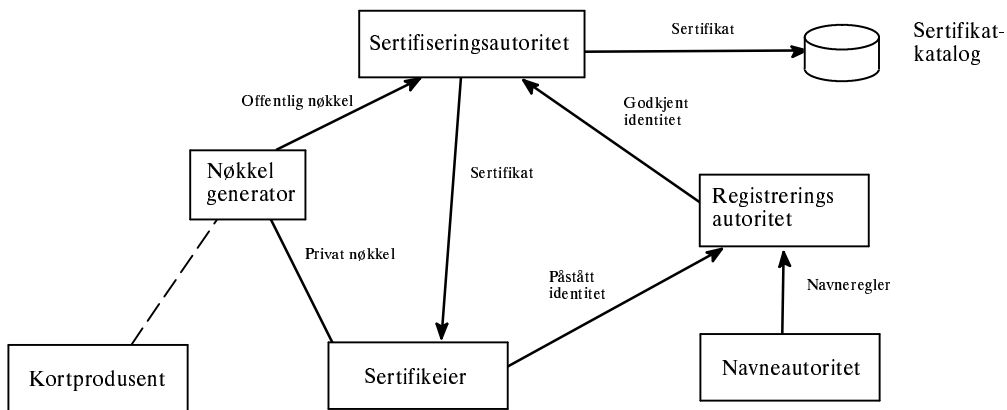 Sertifiseringsautoritet
Sertifikat
Sertifikat-
katalog
Offentlig nøkkel
Godkjent
identitet
Nøkkel
generator
Sertifikat
Registrerings
autoritet
Privat nøkkel
Påstått
identitet
Navneregler
Kortprodusent
Sertifikeier
Navneautoritet